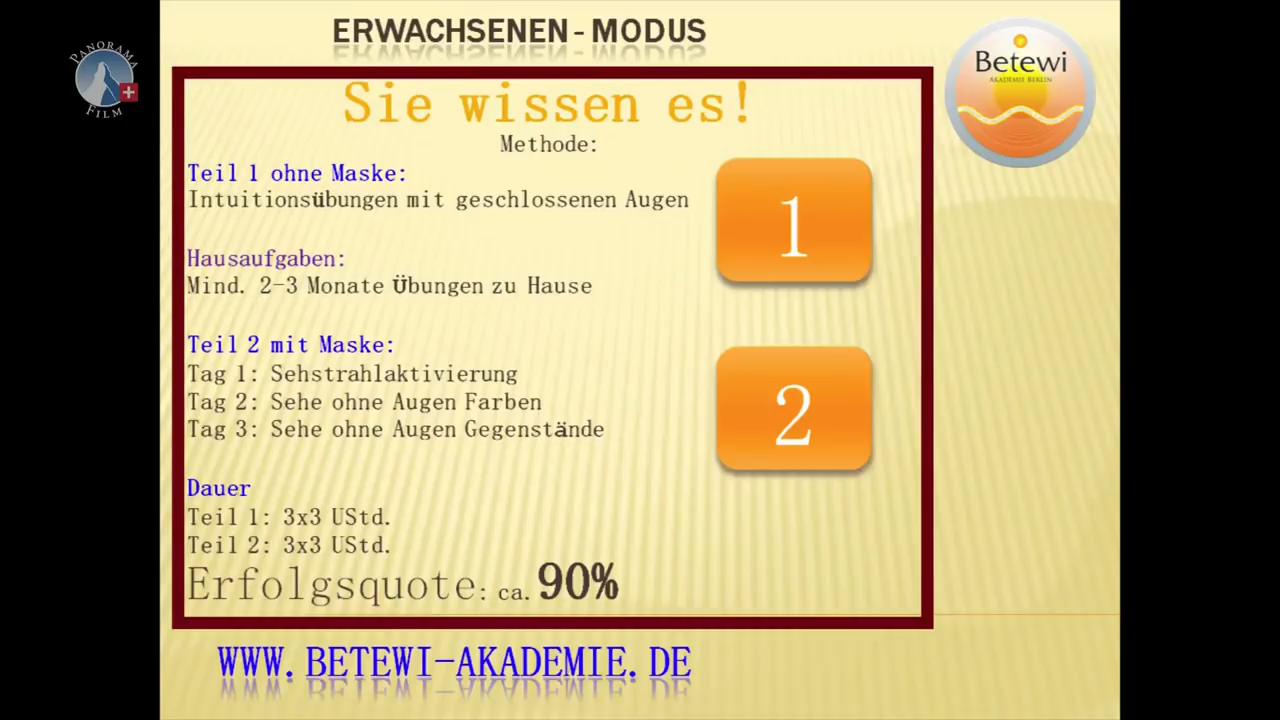 PANORAMA
FILM
ERWACHSENEN - MODUS
Betewi
AKADEMIE BERLIN
Sie wissen es!
Methode:
Teil 1 ohne Maske:
Intuitionsübungen mit geschlossenen Augen
1
Hausaufgaben:
Mind. 2-3 Monate Übungen zu Hause
Teil 2 mit Maske:
Tag 1: Sehstrahlaktivierung
Tag 2: Sehe ohne Augen Farben
Tag 3: Sehe ohne Augen Gegenstände
2
Dauer
Teil 1: 3x3 UStd.
Teil 2: 3x3 UStd.
Erfolgsquote: ca. 90%
WWW.BETEWI-AKADEMIE.DE